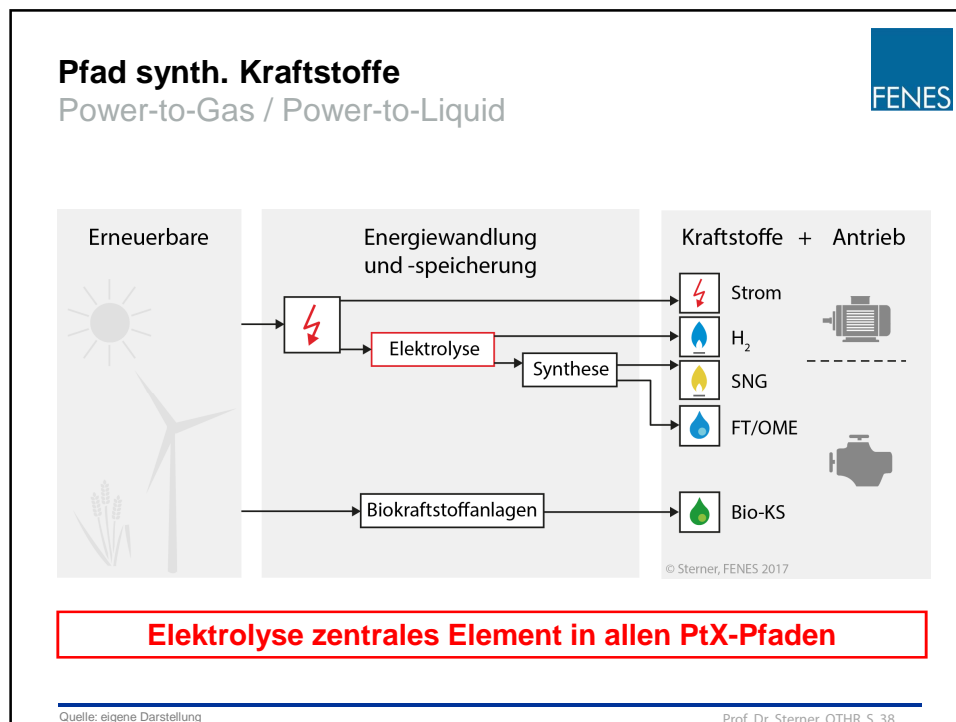 Pfad synth. Kraftstoffe
Power-to-Gas / Power-to-Liquid
FENES
Erneuerbare
Energiewandlung
und -speicherung
Kraftstoffe + Antrieb
Strom
H₂
Elektrolyse
Synthese
SNG
FT/OME
Biokraftstoffanlagen
Bio-KS
© Sterner, FENES 2017
Elektrolyse zentrales Element in allen PtX-Pfaden
Quelle: eigene Darstellung
Prof. Dr. Sterner, OTHR, S. 38